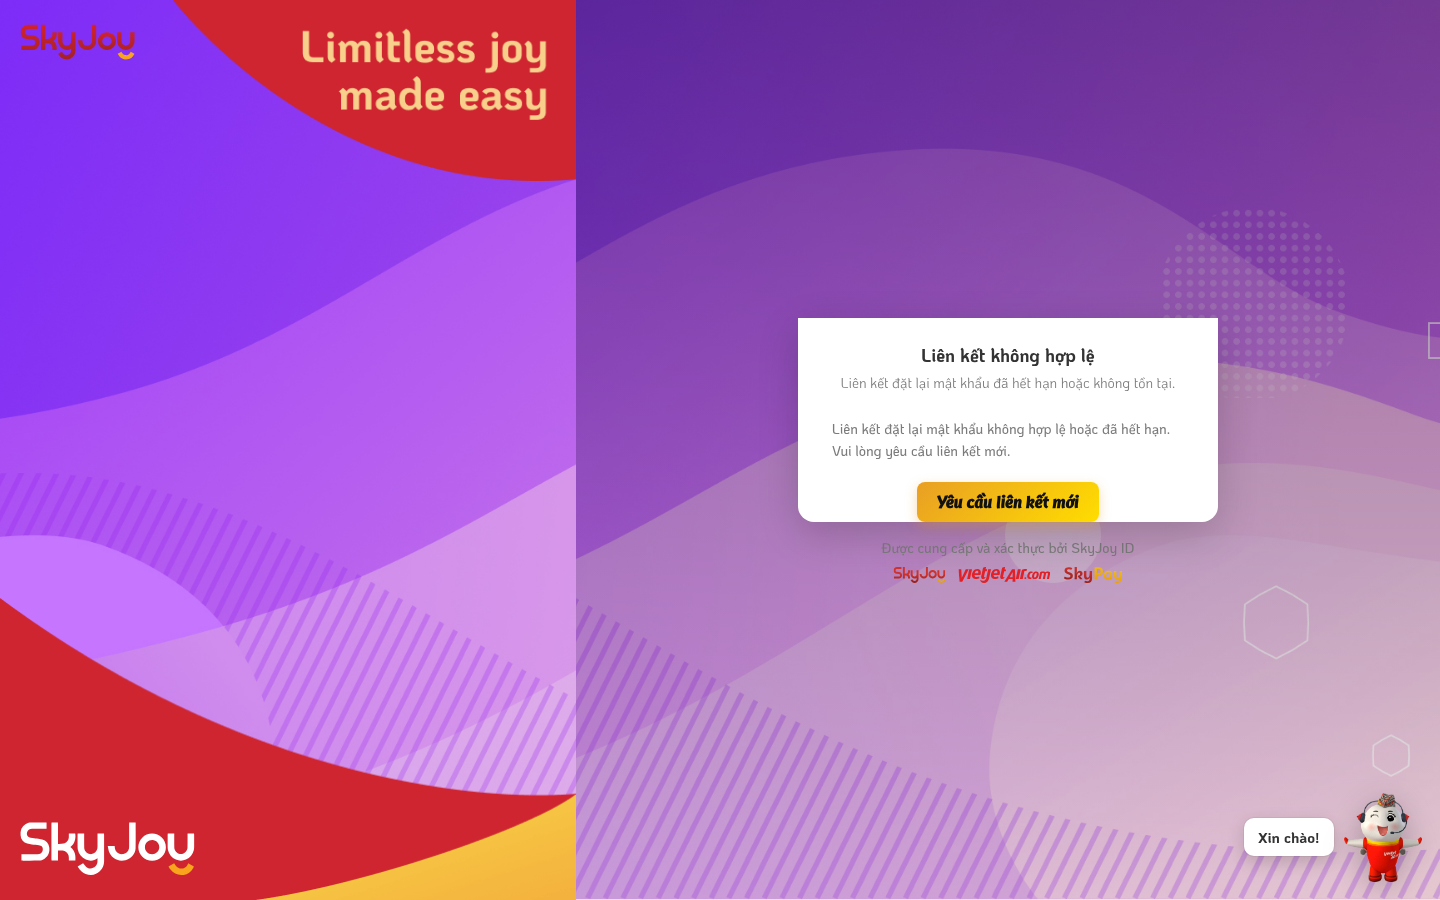 SkyJoy
Limitless joy
made easy
Liên kết không hợp lệ
Liên kết đặt lại mật khẩu đã hết hạn hoặc không tồn tại.
Liên kết đặt lại mật khẩu không hợp lệ hoặc đã hết hạn.
Vui lòng yêu cầu liên kết mới.
Yêu cầu liên kết mới
Được cung cấp và xác thực bởi SkyJoy ID
SkyJoy vietjetAir.com SkyPay
Xin chào!
SkyJoy